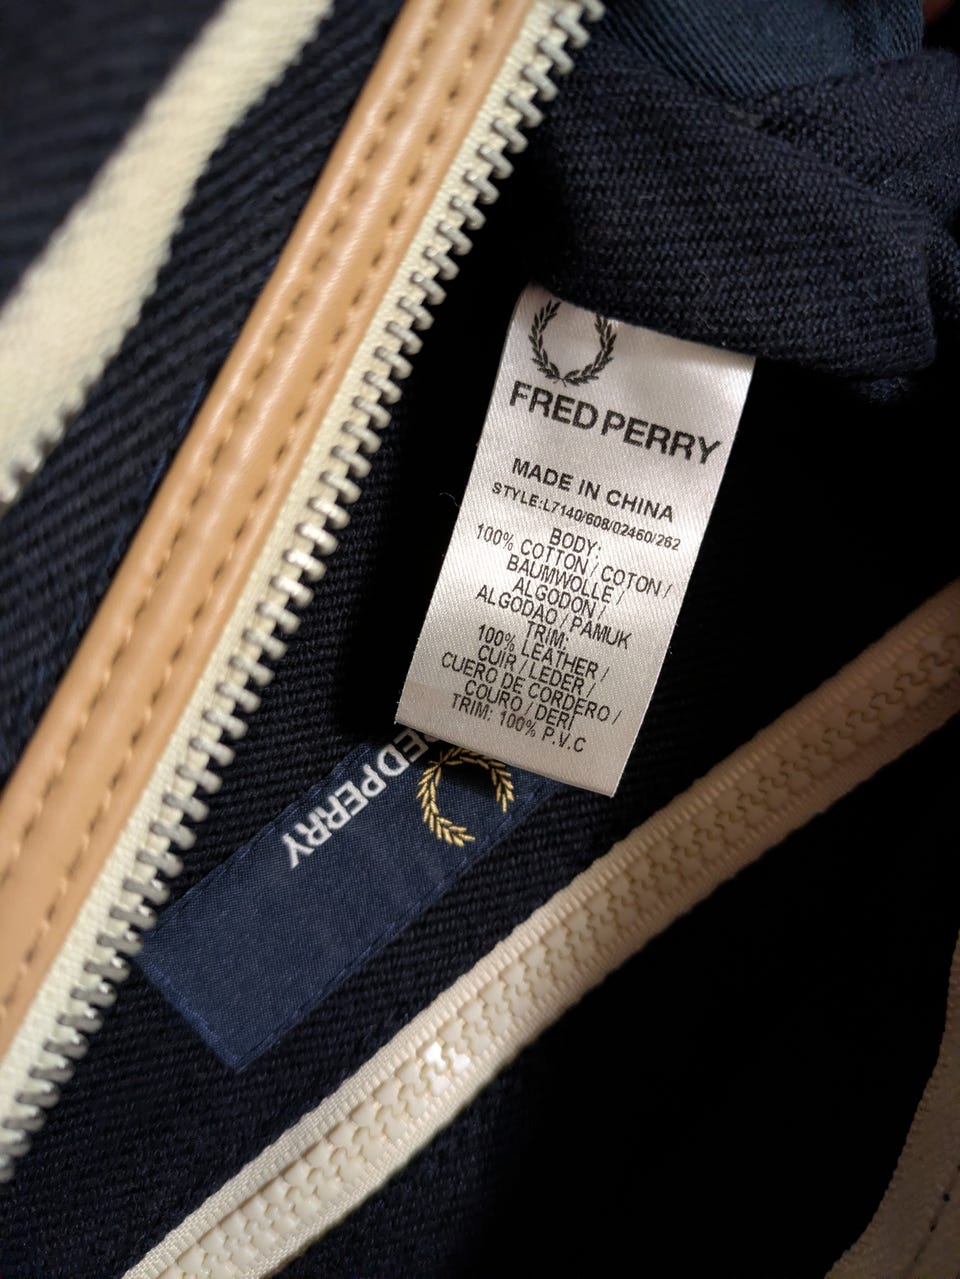 FRED PERRY
MADE IN CHINA
STYLE:L7140/608/02460/262
BODY:
100% COTTON / COTON /
BAUMWOLLE /
ALGODON /
ALGODAO / PAMUK
TRIM:
100% LEATHER /
CUIR / LEDER /
CUERO DE CORDERO /
COURO / DERI
TRIM: 100% P.V.C
EDPERRY